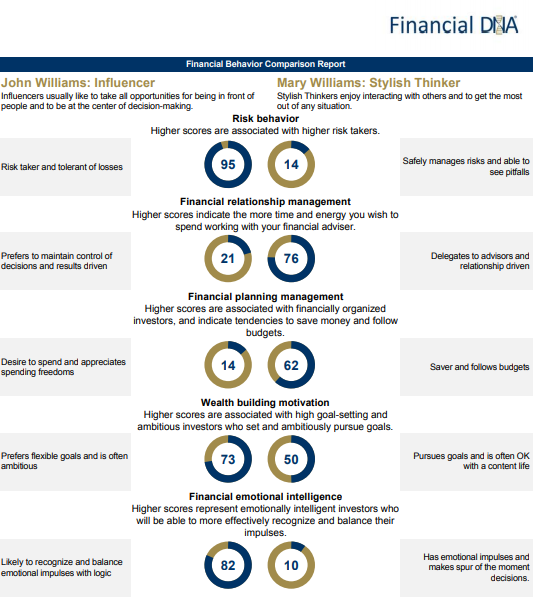 Financial DNA
Financial Behavior Comparison Report
John Williams: Influencer
Influencers usually like to take all opportunities for being in front of
people and to be at the center of decision-making.
Mary Williams: Stylish Thinker
Stylish Thinkers enjoy interacting with others and to get the most
out of any situation.
Risk behavior
Higher scores are associated with higher risk takers.
Risk taker and tolerant of losses
95
14
Safely manages risks and able to
see pitfalls
Financial relationship management
Higher scores indicate the more time and energy you wish to
spend working with your financial adviser.
Prefers to maintain control of
decisions and results driven
21
76
Delegates to advisors and
relationship driven
Financial planning management
Higher scores are associated with financially organized
investors, and indicate tendencies to save money and follow
budgets.
Desire to spend and appreciates
spending freedoms
14
62
Saver and follows budgets
Wealth building motivation
Higher scores are associated with high goal-setting and
ambitious investors who set and ambitiously pursue goals.
Prefers flexible goals and is often
ambitious
73
50
Pursues goals and is often OK
with a content life
Financial emotional intelligence
Higher scores represent emotionally intelligent investors who
will be able to more effectively recognize and balance their
impulses.
Likely to recognize and balance
emotional impulses with logic
82
10
Has emotional impulses and
makes spur of the moment
decisions.